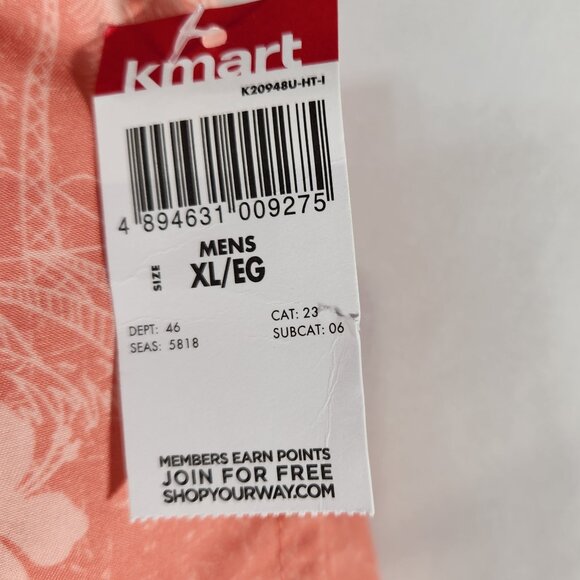 kmart
K20948U-HT-I
4 894631 009275
SIZE
MENS
XL/EG
DEPT: 46
CAT: 23
SEAS: 5818
SUBCAT: 06
MEMBERS EARN POINTS
JOIN FOR FREE
SHOPYOURWAY.COM